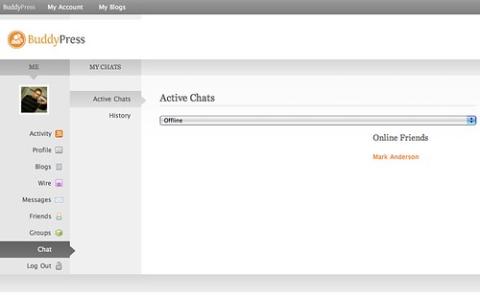 BuddyPress My Account My Blogs
BuddyPress
ME
MY CHATS
Active Chats
History
Activity
Profile
Blogs
Wire
Messages
Friends
Groups
Chat
Log Out
Active Chats
Offline
Online Friends
Mark Anderson